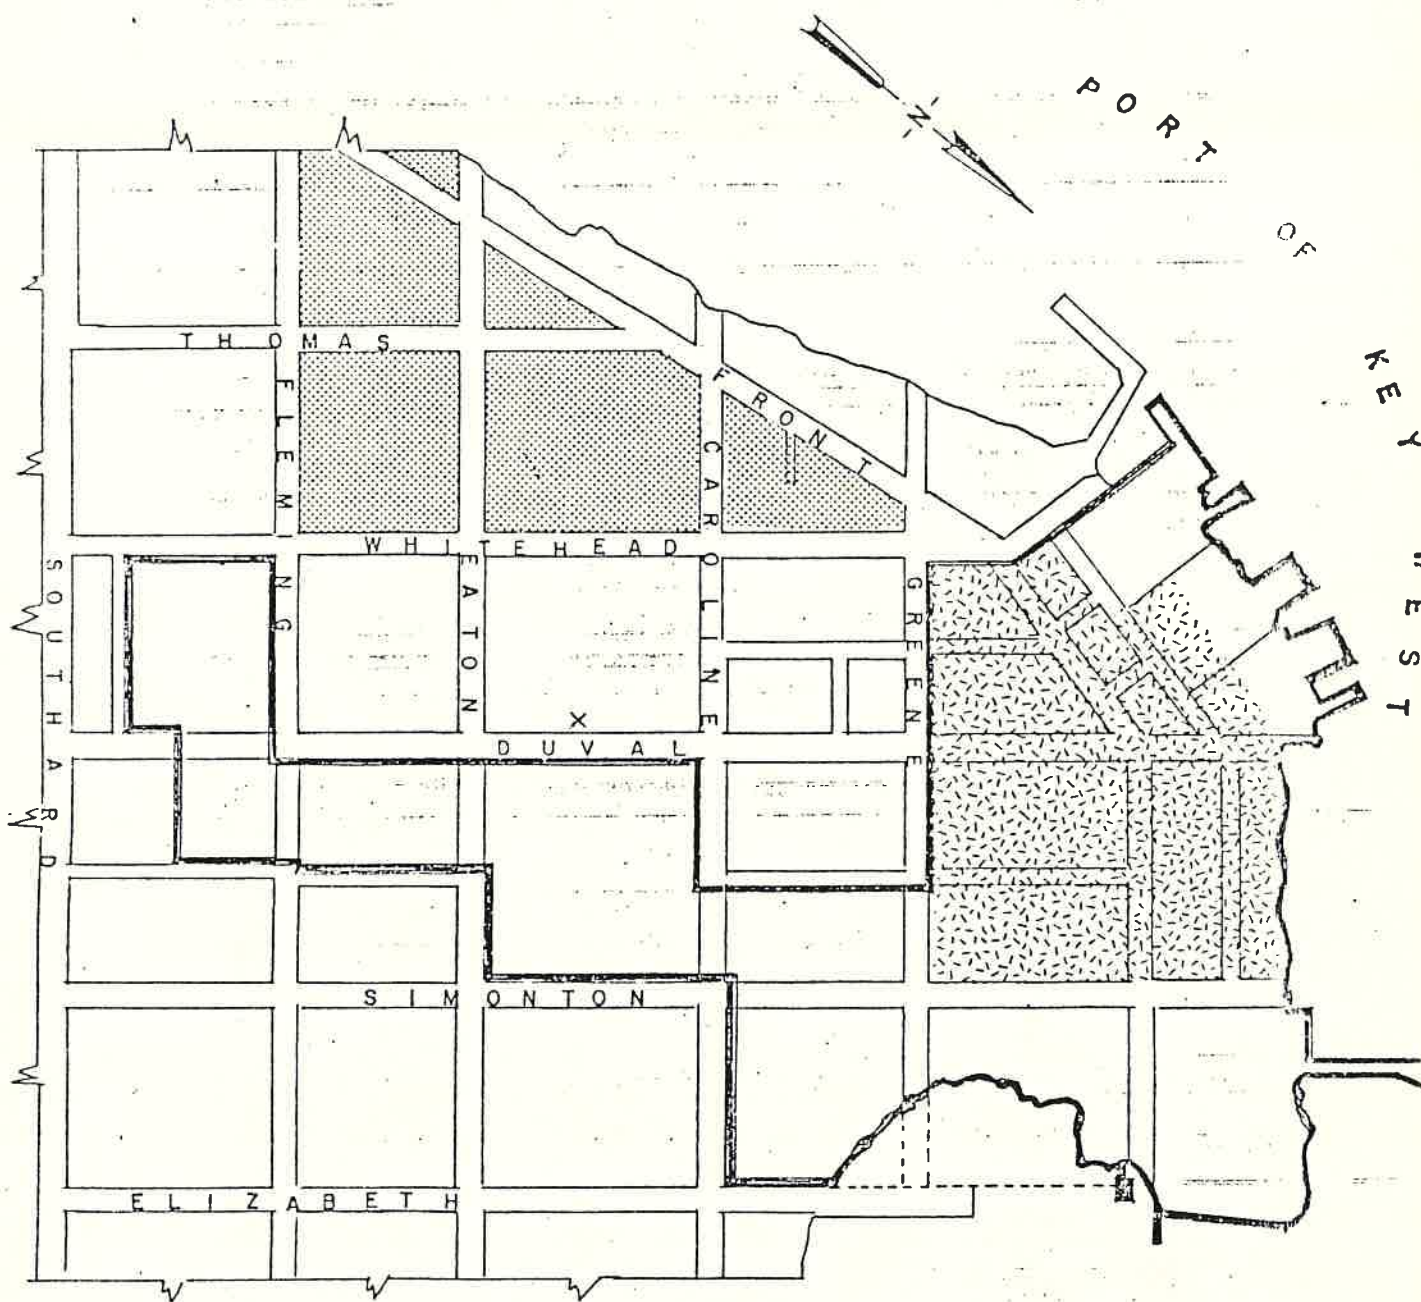 N
PORT
OF
KEY
WEST
THOMAS
FLEMING
FRONT
CAROLINE
WHITEHEAD
SOUTHARD
EATON
GREENE
X
DUVAL
SIMONTON
ELIZABETH